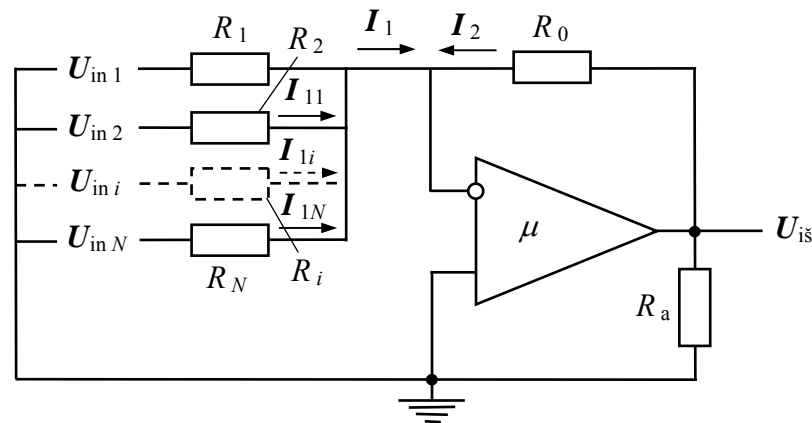 R1 R2 I1 I2 R0
Uin 1
I11
Uin 2
I1i
Uin i
I1N
Uin N
RN Ri
μ
Uiš
Ra